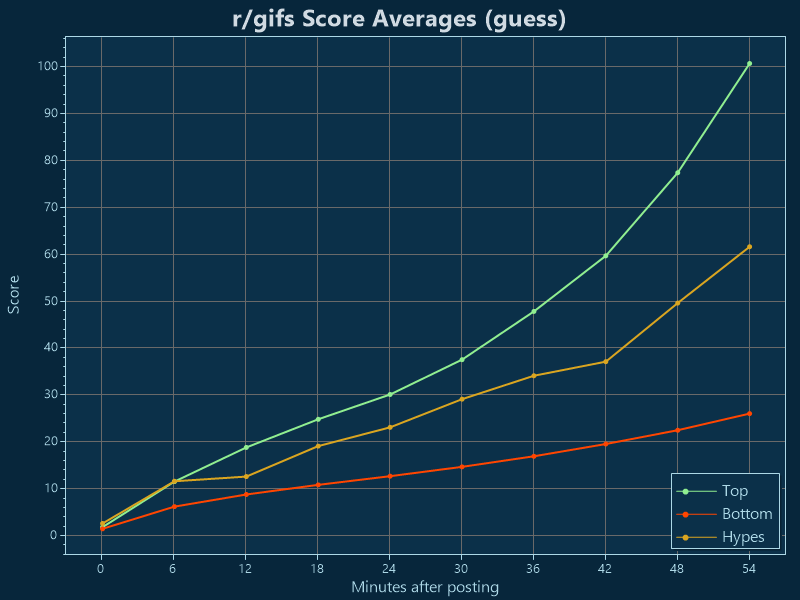 r/gifs Score Averages (guess)
Score
100
90
80
70
60
50
40
30
20
10
0
Top
Bottom
Hypes
0 6 12 18 24 30 36 42 48 54
Minutes after posting